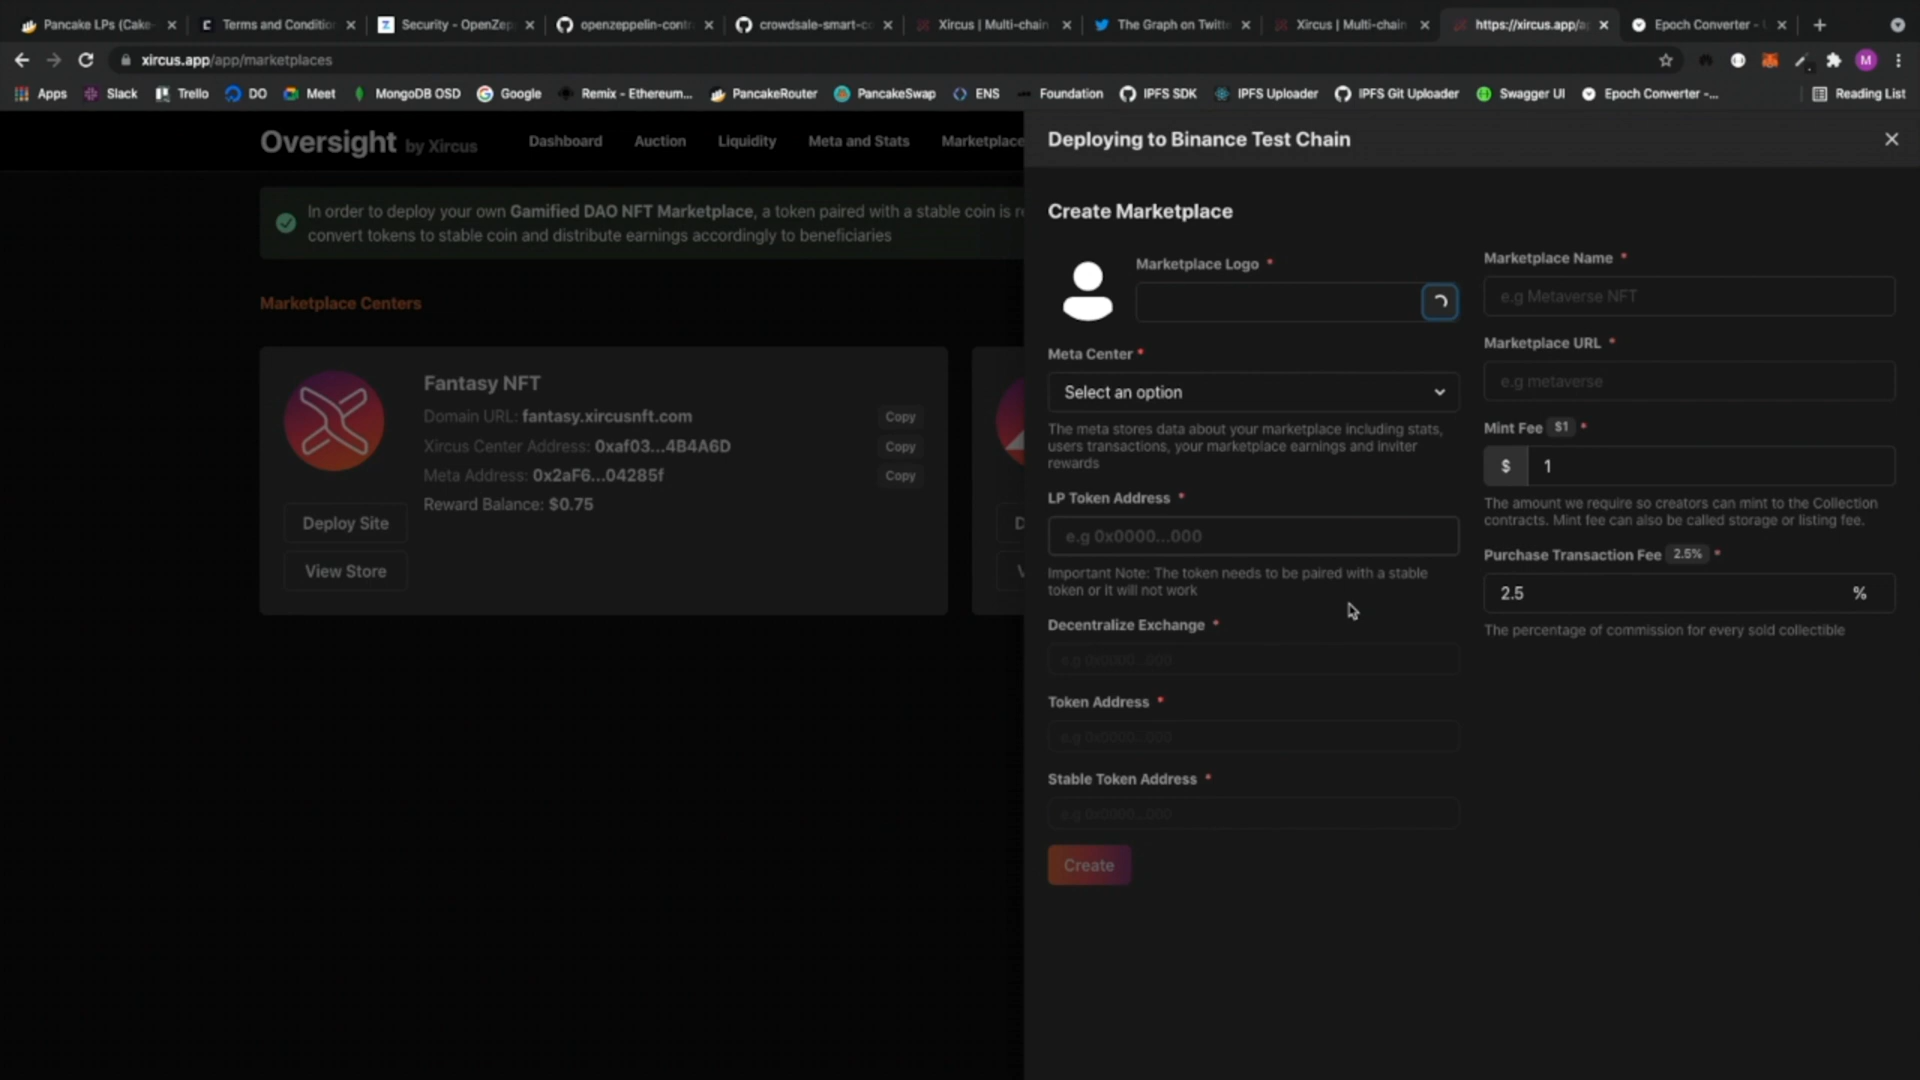 Pancake LPs (Cake-
Terms and Condition
Security - OpenZep
openzeppelin-contr
crowdsale-smart-co
Xircus | Multi-chain
The Graph on Twitte
Xircus | Multi-chain
https://xircus.app/a
Epoch Converter -
xircus.app/app/marketplaces
M
Apps
Slack
Trello
DO
Meet
MongoDB OSD
Google
Remix - Ethereum...
PancakeRouter
PancakeSwap
ENS
Foundation
IPFS SDK
IPFS Uploader
IPFS Git Uploader
Swagger UI
Epoch Converter -...
Reading List
Oversight by Xircus
Dashboard
Auction
Liquidity
Meta and Stats
Marketplace
In order to deploy your own Gamified DAO NFT Marketplace, a token paired with a stable coin is r
convert tokens to stable coin and distribute earnings accordingly to beneficiaries
Marketplace Centers
Fantasy NFT
Domain URL: fantasy.xircusnft.com
Copy
Xircus Center Address: 0xaf03...4B4A6D
Copy
Meta Address: 0x2aF6...04285f
Copy
Reward Balance: $0.75
Deploy Site
View Store
Deploying to Binance Test Chain
Create Marketplace
Marketplace Logo *
Meta Center *
Select an option
The meta stores data about your marketplace including stats,
users transactions, your marketplace earnings and inviter
rewards
LP Token Address *
e.g 0x0000...000
Important Note: The token needs to be paired with a stable
token or it will not work
Decentralize Exchange *
e.g 0x0000...000
Token Address *
e.g 0x0000...000
Stable Token Address *
e.g 0x0000...000
Create
Marketplace Name *
e.g Metaverse NFT
Marketplace URL *
e.g metaverse
Mint Fee $1 *
$ 1
The amount we require so creators can mint to the Collection
contracts. Mint fee can also be called storage or listing fee.
Purchase Transaction Fee 2.5% *
2.5 %
The percentage of commission for every sold collectible